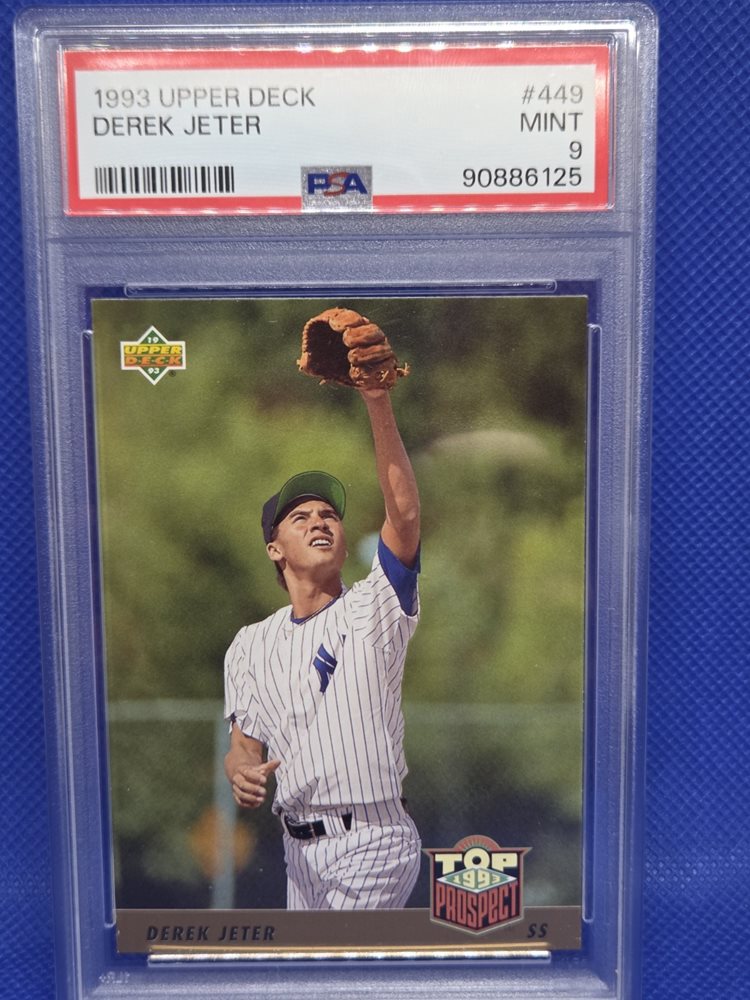 1993 UPPER DECK #449
DEREK JETER MINT
9
PSA 90886125
19
UPPER
DECK
93
®
TOP
1993
PROSPECT
DEREK JETER SS